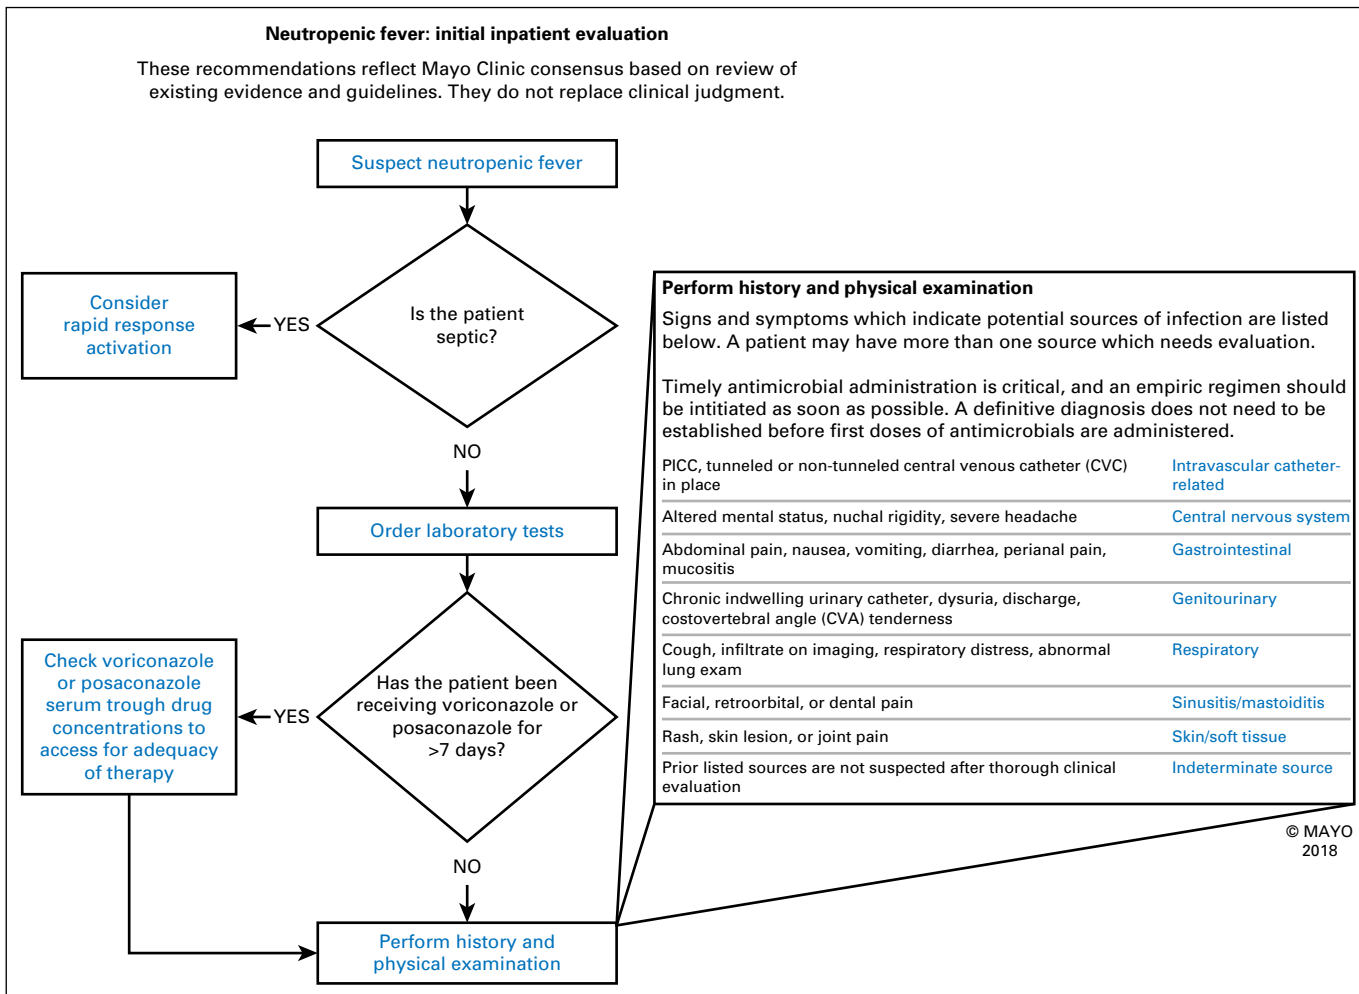 Neutropenic fever: initial inpatient evaluation
These recommendations reflect Mayo Clinic consensus based on review of
existing evidence and guidelines. They do not replace clinical judgment.
Suspect neutropenic fever
Is the patient
septic?
YES
Consider
rapid response
activation
NO
Order laboratory tests
Has the patient been
receiving voriconazole or
posaconazole for
>7 days?
YES
Check voriconazole
or posaconazole
serum trough drug
concentrations to
access for adequacy
of therapy
NO
Perform history and
physical examination
Perform history and physical examination
Signs and symptoms which indicate potential sources of infection are listed
below. A patient may have more than one source which needs evaluation.
Timely antimicrobial administration is critical, and an empiric regimen should
be intitiated as soon as possible. A definitive diagnosis does not need to be
established before first doses of antimicrobials are administered.
PICC, tunneled or non-tunneled central venous catheter (CVC)
in place
Intravascular catheter-
related
Altered mental status, nuchal rigidity, severe headache
Central nervous system
Abdominal pain, nausea, vomiting, diarrhea, perianal pain,
mucositis
Gastrointestinal
Chronic indwelling urinary catheter, dysuria, discharge,
costovertebral angle (CVA) tenderness
Genitourinary
Cough, infiltrate on imaging, respiratory distress, abnormal
lung exam
Respiratory
Facial, retroorbital, or dental pain
Sinusitis/mastoiditis
Rash, skin lesion, or joint pain
Skin/soft tissue
Prior listed sources are not suspected after thorough clinical
evaluation
Indeterminate source
© MAYO
2018